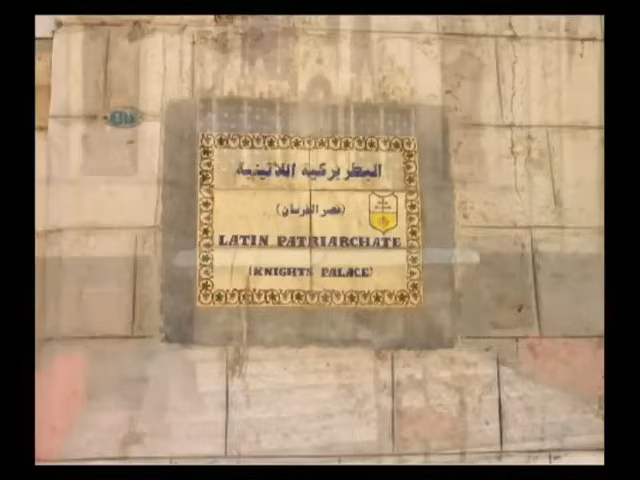 البطريركية اللاتينية
(قصر الفرسان)
LATIN PATRIARCHATE
(KNIGHTS PALACE)